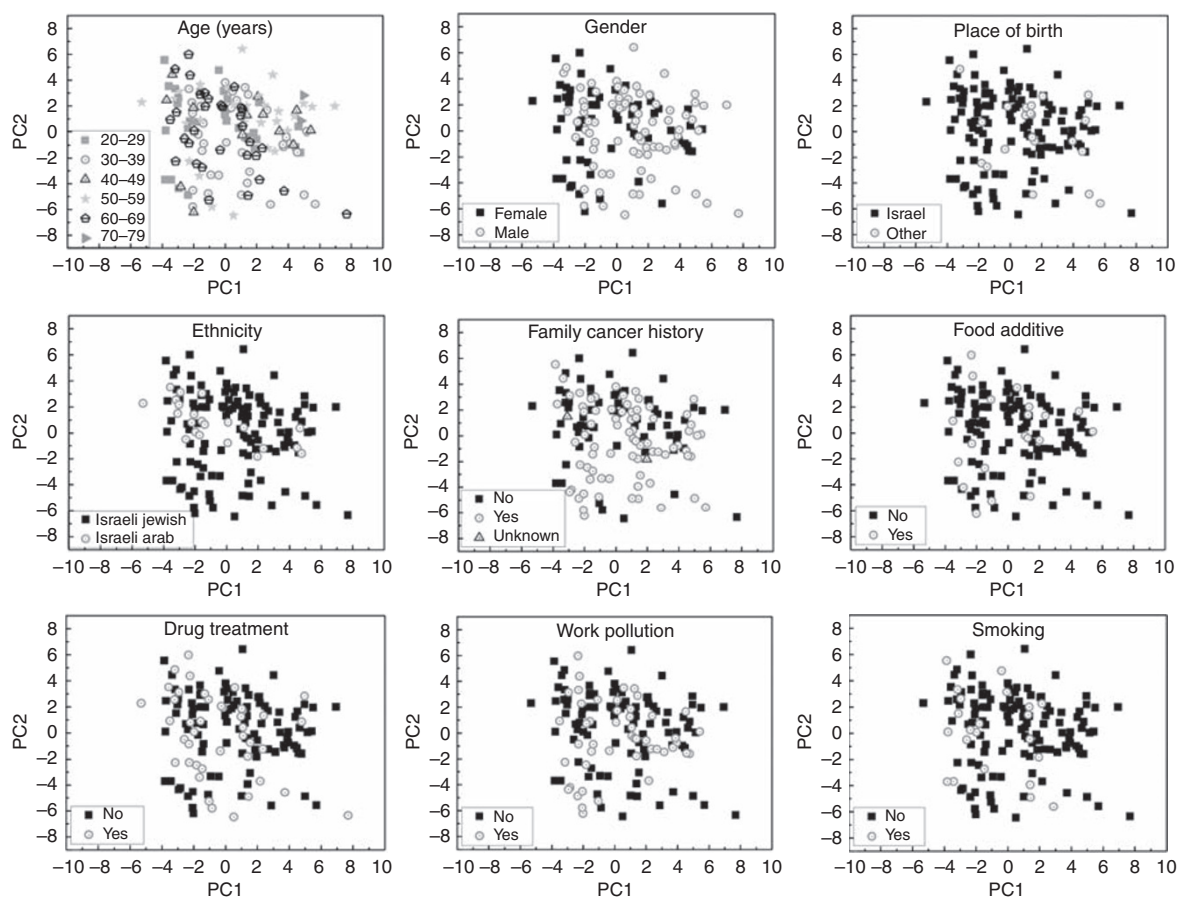 Age (years)
8
6
4
2
0
−2
−4
−6
−8
PC2
20–29
30–39
40–49
50–59
60–69
70–79
−10 −8 −6 −4 −2 0 2 4 6 8 10
PC1
Gender
8
6
4
2
0
−2
−4
−6
−8
PC2
Female
Male
−10 −8 −6 −4 −2 0 2 4 6 8 10
PC1
Place of birth
8
6
4
2
0
−2
−4
−6
−8
PC2
Israel
Other
−10 −8 −6 −4 −2 0 2 4 6 8 10
PC1
Ethnicity
8
6
4
2
0
−2
−4
−6
−8
PC2
Israeli jewish
Israeli arab
−10 −8 −6 −4 −2 0 2 4 6 8 10
PC1
Family cancer history
8
6
4
2
0
−2
−4
−6
−8
PC2
No
Yes
Unknown
−10 −8 −6 −4 −2 0 2 4 6 8 10
PC1
Food additive
8
6
4
2
0
−2
−4
−6
−8
PC2
No
Yes
−10 −8 −6 −4 −2 0 2 4 6 8 10
PC1
Drug treatment
8
6
4
2
0
−2
−4
−6
−8
PC2
No
Yes
−10 −8 −6 −4 −2 0 2 4 6 8 10
PC1
Work pollution
8
6
4
2
0
−2
−4
−6
−8
PC2
No
Yes
−10 −8 −6 −4 −2 0 2 4 6 8 10
PC1
Smoking
8
6
4
2
0
−2
−4
−6
−8
PC2
No
Yes
−10 −8 −6 −4 −2 0 2 4 6 8 10
PC1